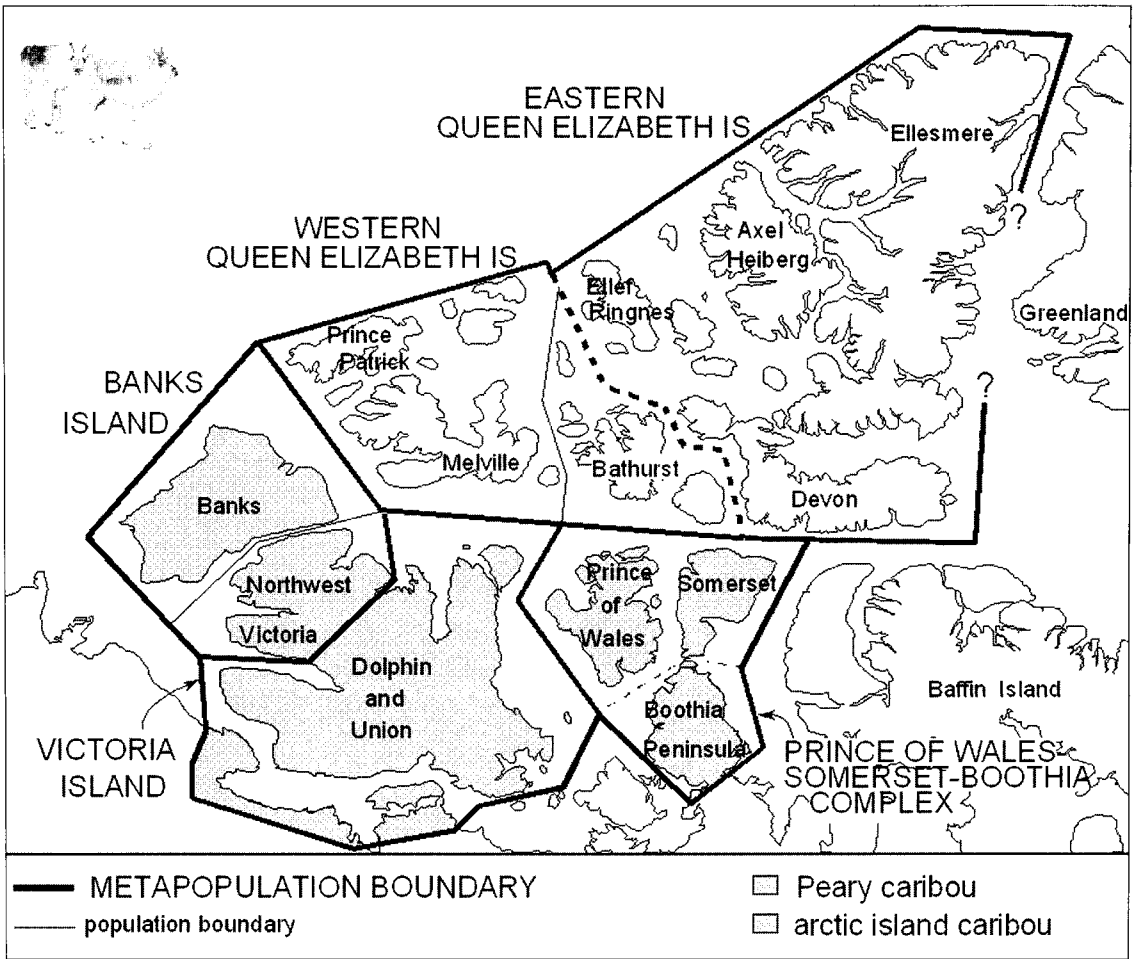 EASTERN
QUEEN ELIZABETH IS
Ellesmere
?
WESTERN
QUEEN ELIZABETH IS
Axel
Heiberg
Ellef
Ringnes
Greenland
Prince
Patrick
BANKS
ISLAND
?
Melville
Bathurst
Devon
Banks
Northwest
Victoria
Prince
of
Wales
Somerset
Dolphin
and
Union
Baffin Island
Boothia
Peninsula
VICTORIA
ISLAND
PRINCE OF WALES-
SOMERSET-BOOTHIA
COMPLEX
METAPOPULATION BOUNDARY
population boundary
Peary caribou
arctic island caribou